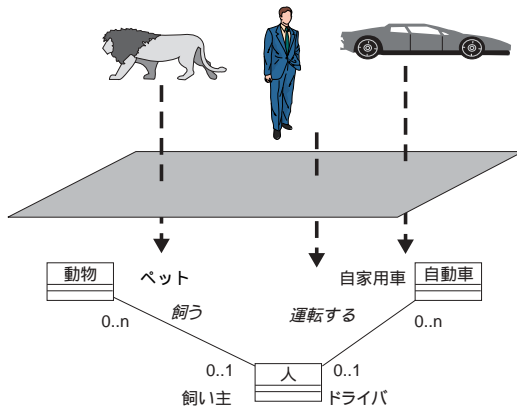 動物 ペット 自家用車 自動車
飼う 運転する
0..n 0..n
0..1 人 0..1
飼い主 ドライバ